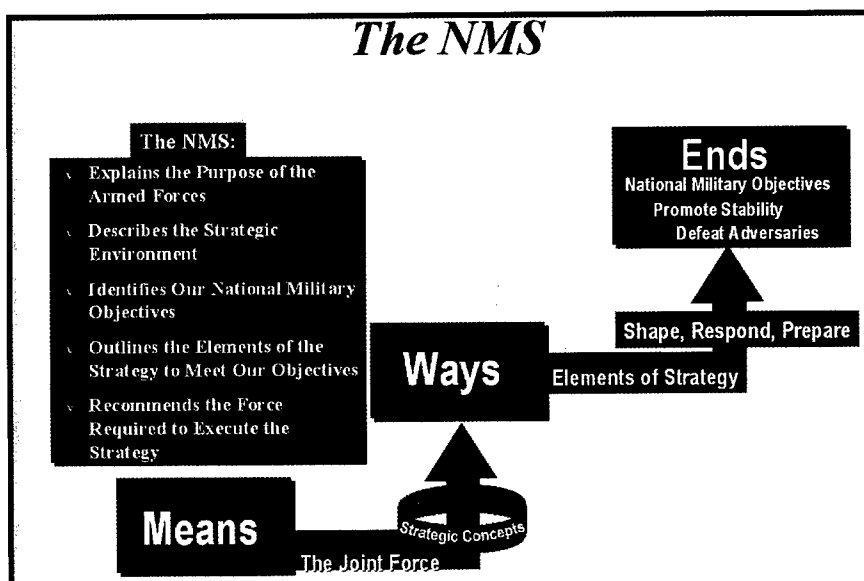 The NMS
The NMS:
Explains the Purpose of the
Armed Forces
Describes the Strategic
Environment
Identifies Our National Military
Objectives
Outlines the Elements of the
Strategy to Meet Our Objectives
Recommends the Force
Required to Execute the
Strategy
Ends
National Military Objectives
Promote Stability
Defeat Adversaries
Shape, Respond, Prepare
Ways
Elements of Strategy
Means
Strategic Concepts
The Joint Force